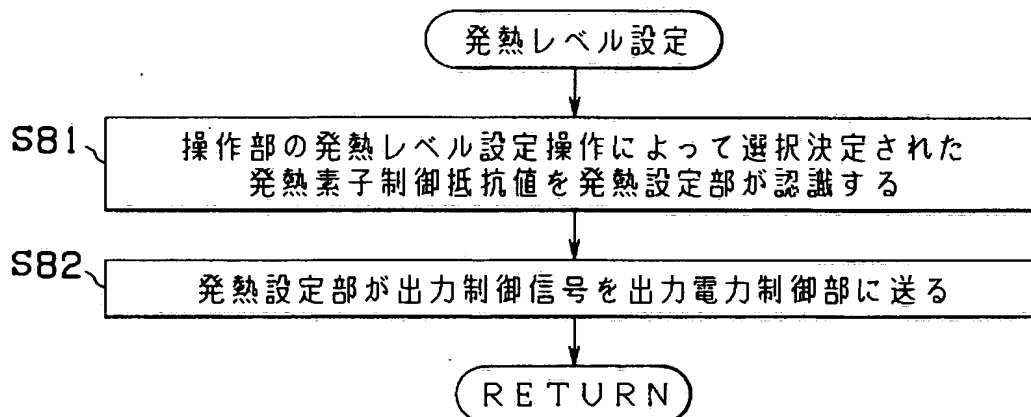 発熱レベル設定
S81
操作部の発熱レベル設定操作によって選択決定された
発熱素子制御抵抗値を発熱設定部が認識する
S82
発熱設定部が出力制御信号を出力電力制御部に送る
RETURN